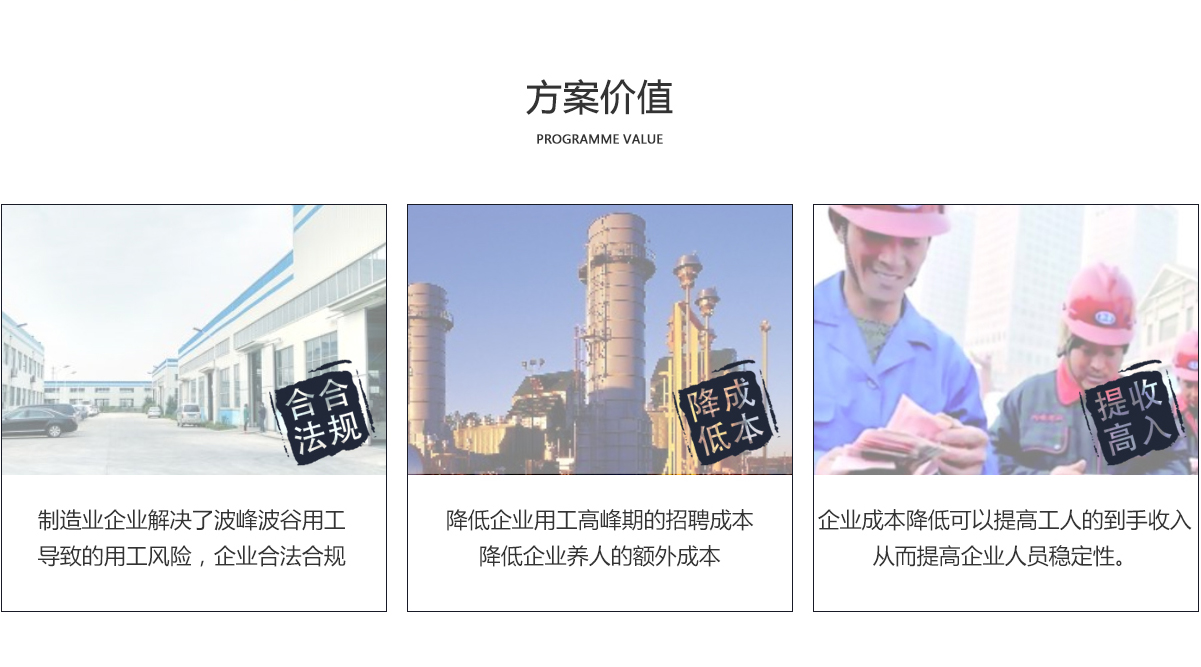 方案价值
PROGRAMME VALUE
合合
法规
降成
低本
提收
高入
制造业企业解决了波峰波谷用工
导致的用工风险，企业合法合规
降低企业用工高峰期的招聘成本
降低企业养人的额外成本
企业成本降低可以提高工人的到手收入
从而提高企业人员稳定性。